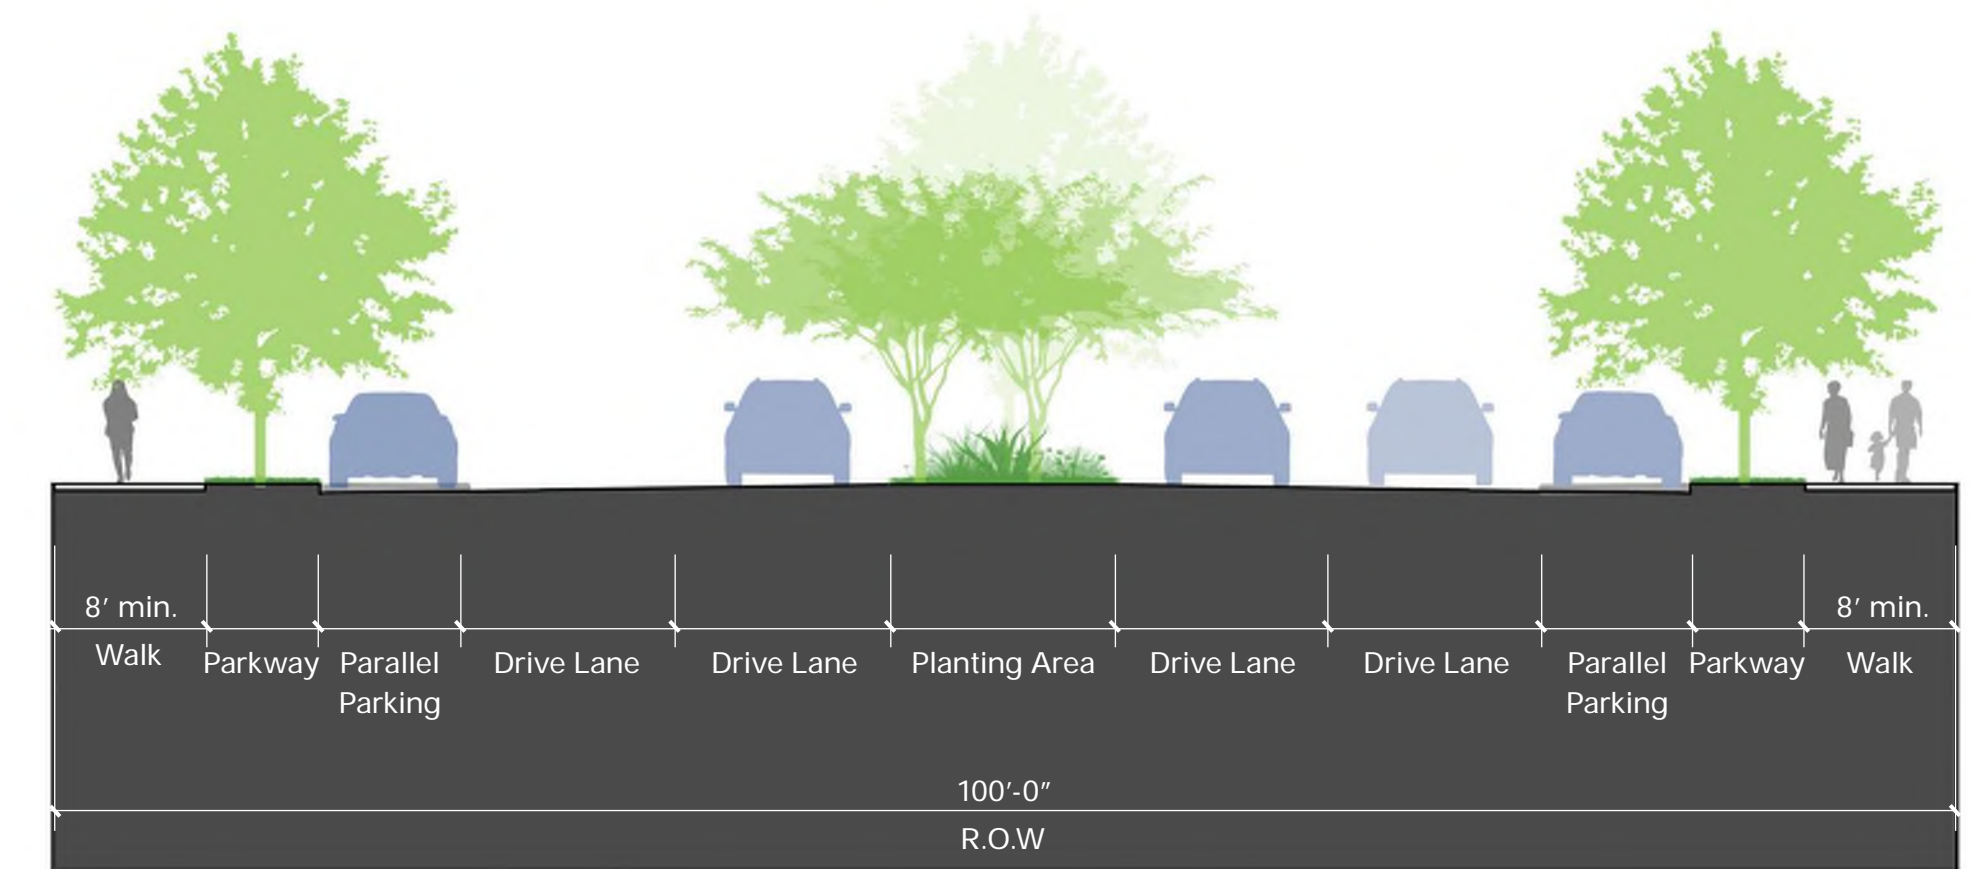 8’ min.
8’ min.
Walk
Parkway
Parallel
Parking
Drive Lane
Drive Lane
Planting Area
Drive Lane
Drive Lane
Parallel
Parking
Parkway
Walk
100’-0”
R.O.W